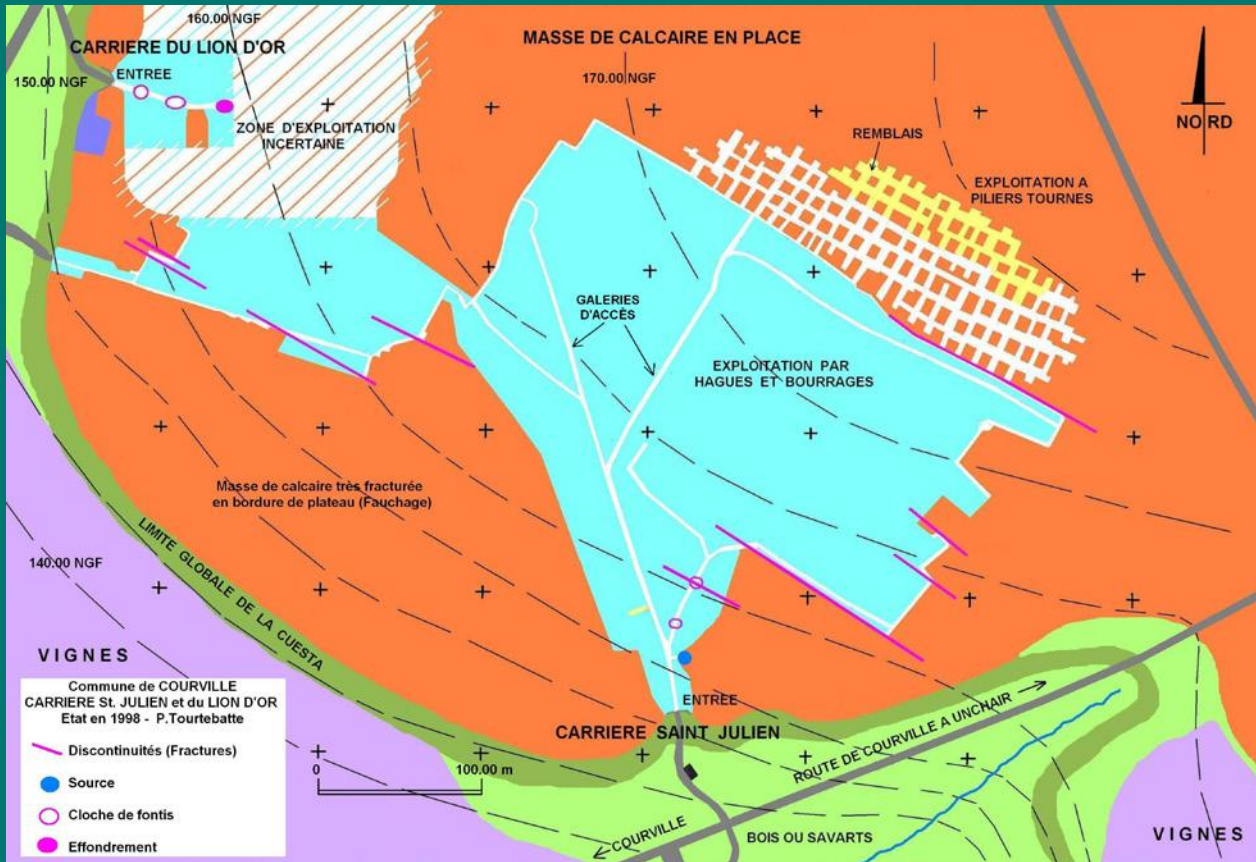 160.00 NGF
CARRIERE DU LION D'OR
MASSE DE CALCAIRE EN PLACE
ENTREE
150.00 NGF
170.00 NGF
NORD
ZONE D'EXPLOITATION
INCERTAINE
REMBLAIS
EXPLOITATION A
PILIERS TOURNES
GALERIES
D'ACCÈS
EXPLOITATION PAR
HAGUES ET BOURRAGES
Masse de calcaire très fracturée
en bordure de plateau (Fauchage)
LIMITE GLOBALE DE LA CUESTA
140.00 NGF
VIGNES
ENTREE
CARRIERE SAINT JULIEN
ROUTE DE COURVILLE A UNCHAIR
COURVILLE
BOIS OU SAVARTS
VIGNES
Commune de COURVILLE
CARRIERE St. JULIEN et du LION D'OR
Etat en 1998 - P.Tourtebatte
Discontinuités (Fractures)
Source
Cloche de fontis
Effondrement
0 100.00 m